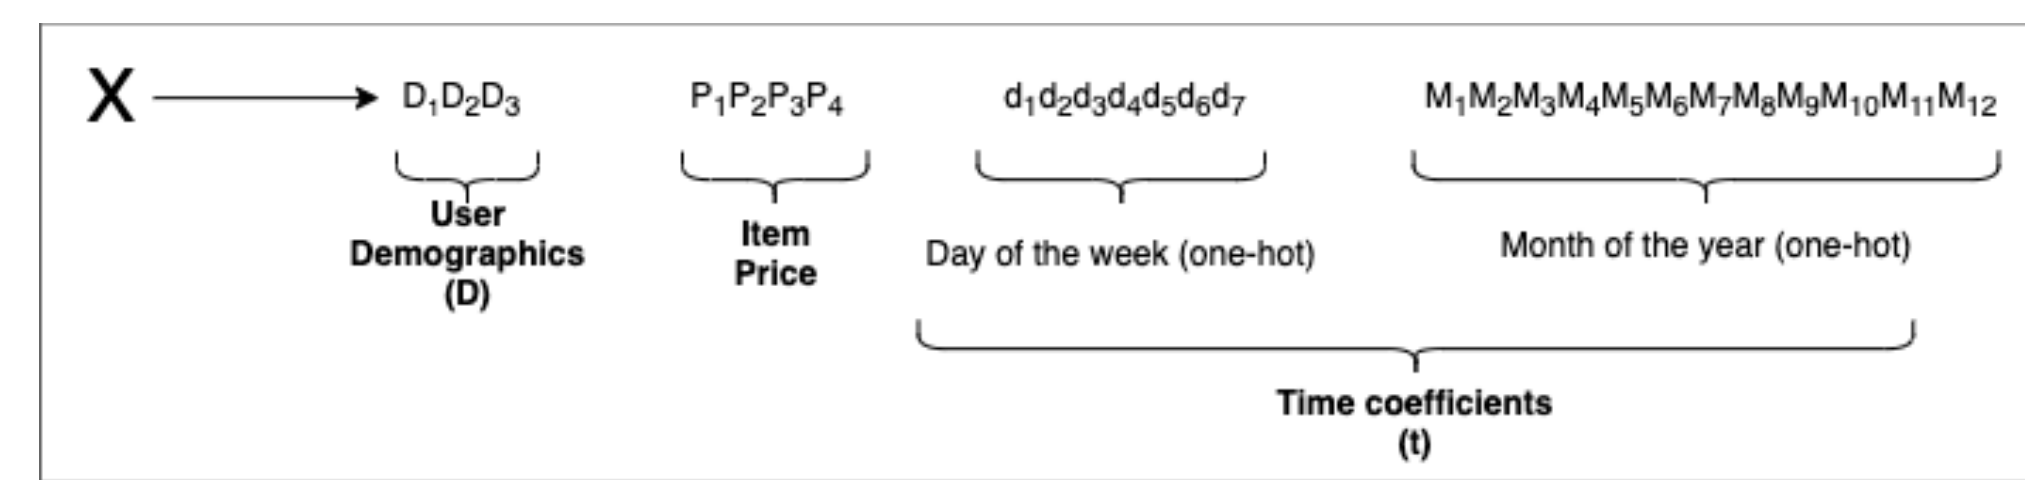 X D₁D₂D₃ P₁P₂P₃P₄ d₁d₂d₃d₄d₅d₆d₇ M₁M₂M₃M₄M₅M₆M₇M₈M₉M₁₀M₁₁M₁₂
User
Demographics
(D)
Item
Price
Day of the week (one-hot)
Month of the year (one-hot)
Time coefficients
(t)